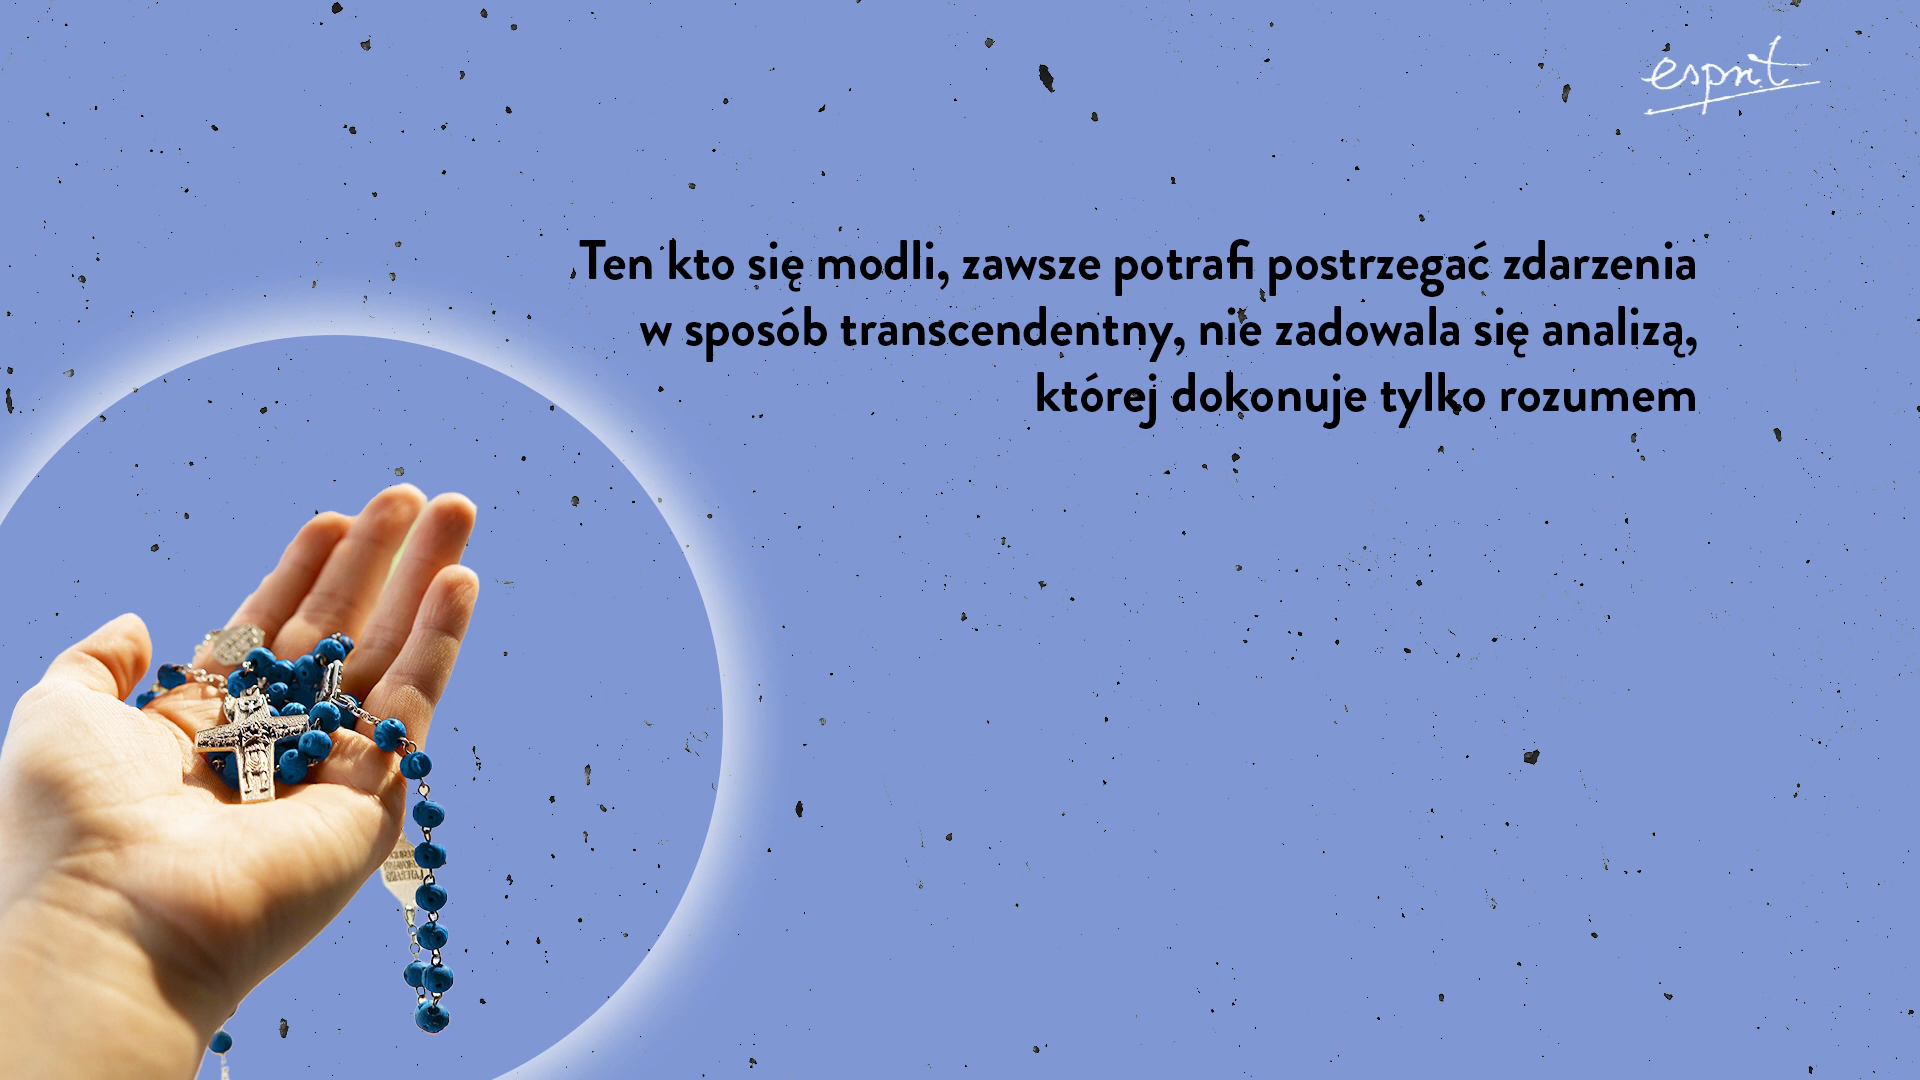 esprit
Ten kto się modli, zawsze potrafi postrzegać zdarzenia
w sposób transcendentny, nie zadowala się analizą,
której dokonuje tylko rozumem